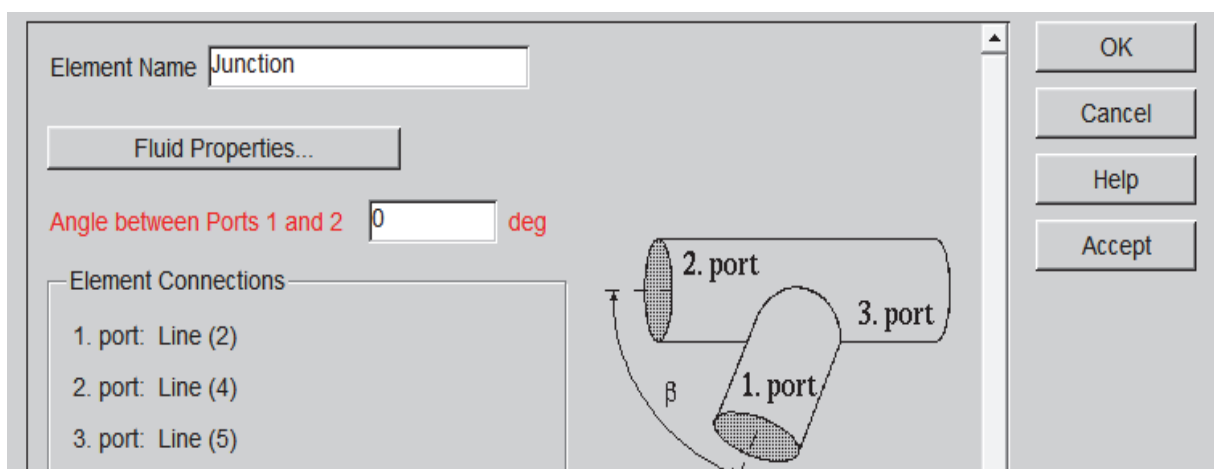 Element Name Junction
Fluid Properties...
Angle between Ports 1 and 2 0 deg
Element Connections
1. port: Line (2)
2. port: Line (4)
3. port: Line (5)
2. port
3. port
1. port
β
OK
Cancel
Help
Accept